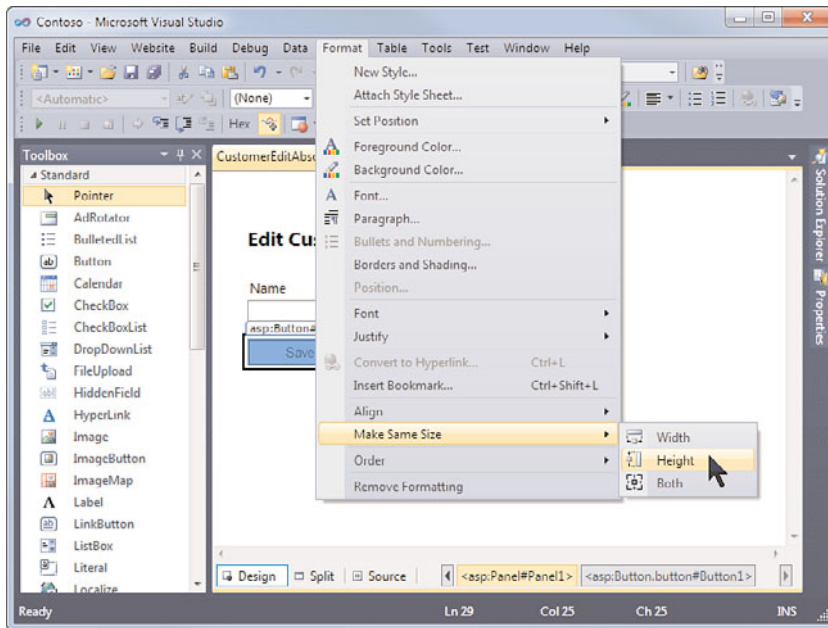 Contoso - Microsoft Visual Studio
File Edit View Website Build Debug Data Format Table Tools Test Window Help
<Automatic> (None)
Hex
Toolbox
CustomerEditAbso
Standard
Pointer
AdRotator
BulletedList
Button
Calendar
CheckBox
CheckBoxList
DropDownList
FileUpload
HiddenField
HyperLink
Image
ImageButton
ImageMap
Label
LinkButton
ListBox
Literal
Localize
Edit Cu
Name
asp:Button#
Save
New Style...
Attach Style Sheet...
Set Position
Foreground Color...
Background Color...
Font...
Paragraph...
Bullets and Numbering...
Borders and Shading...
Position...
Font
Justify
Convert to Hyperlink... Ctrl+L
Insert Bookmark... Ctrl+Shift+L
Align
Make Same Size
Order
Remove Formatting
Width
Height
Both
Solution Explorer
Properties
Design Split Source <asp:Panel#Panel1> <asp:Button.button#Button1>
Ready Ln 29 Col 25 Ch 25 INS